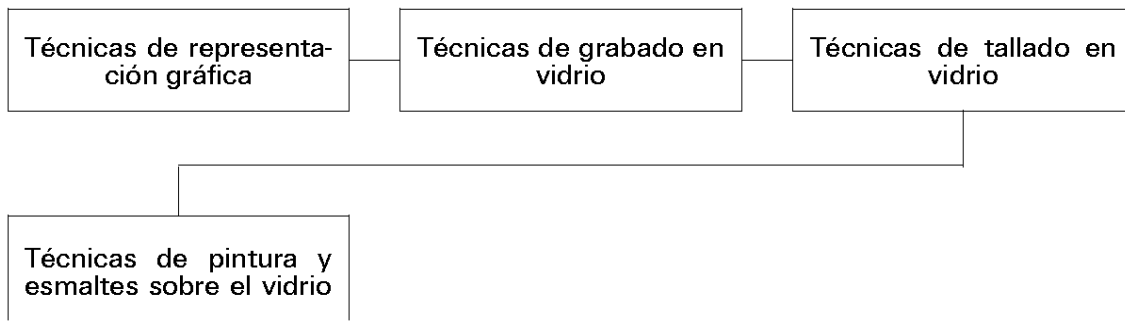 Técnicas de representa-
ción gráfica
Técnicas de grabado en
vidrio
Técnicas de tallado en
vidrio
Técnicas de pintura y
esmaltes sobre el vidrio